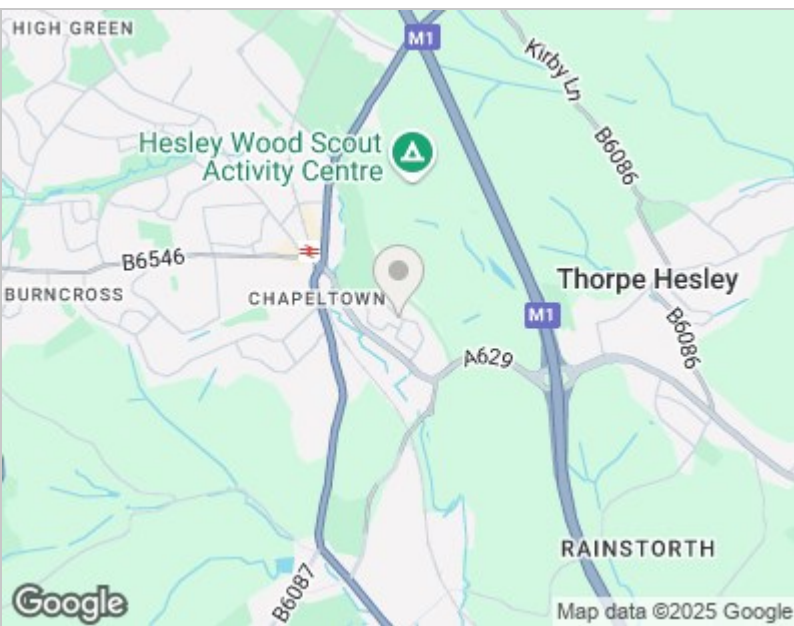 HIGH GREEN
M1
Kirby Ln
Hesley Wood Scout
Activity Centre
B6086
B6546
Thorpe Hesley
BURNCROSS
CHAPELTOWN
M1
B6086
A629
RAINSTORTH
B6087
Google
Map data ©2025 Google